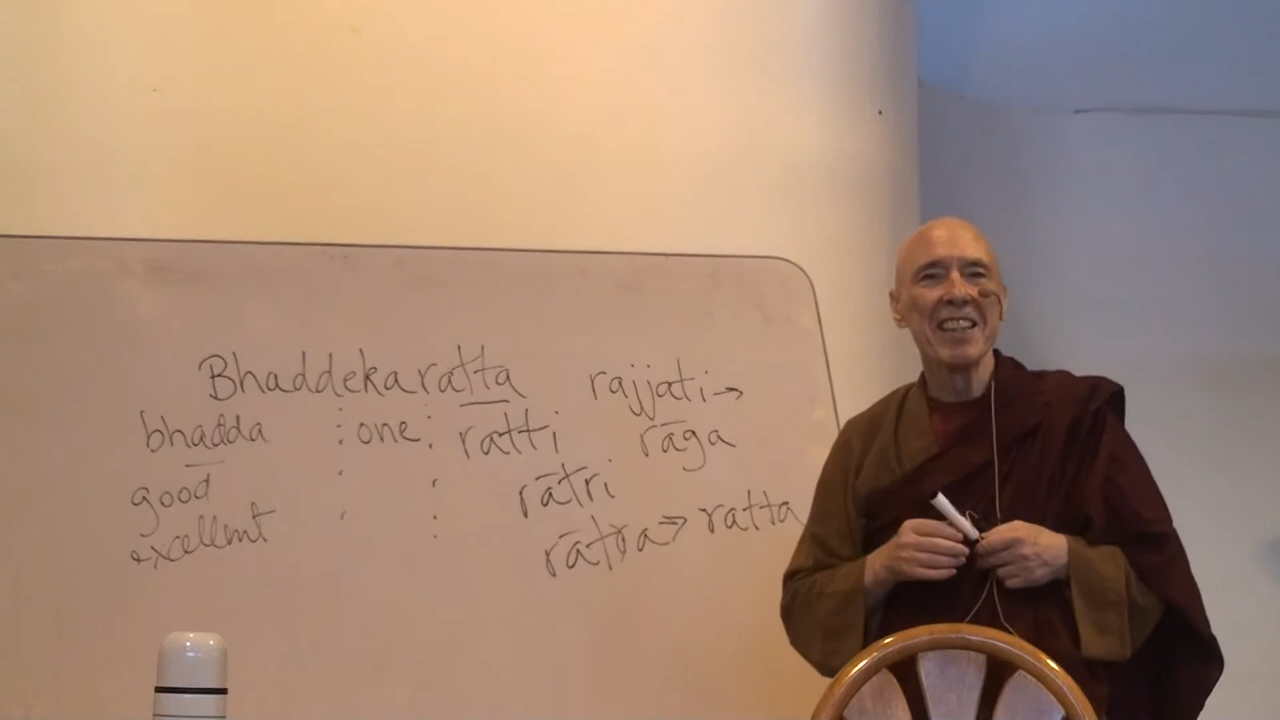 Bhaddekaratta rajjati→
bhadda : one : ratti rāga
good rātri
excellent rātra⇒ ratta